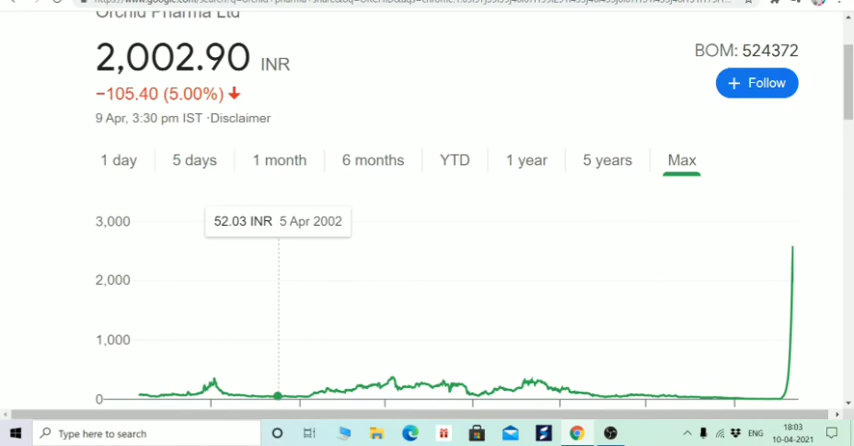 Orchid Pharma Ltd
2,002.90 INR
−105.40 (5.00%)
9 Apr, 3:30 pm IST ·Disclaimer
BOM: 524372
+ Follow
1 day 5 days 1 month 6 months YTD 1 year 5 years Max
52.03 INR 5 Apr 2002
3,000
2,000
1,000
0
Type here to search
ENG
18:03
10-04-2021